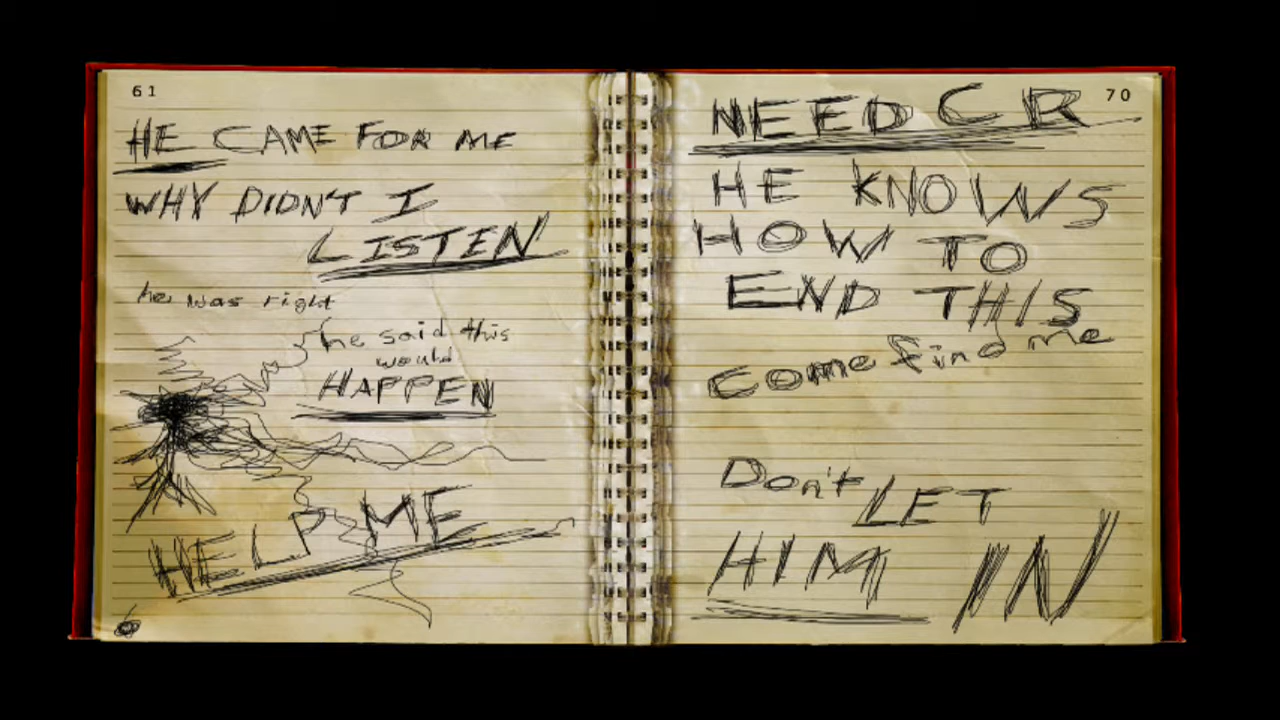 61
HE CAME FOR ME
WHY DIDN'T I
LISTEN
he was right
he said this
would
HAPPEN
HELP ME
70
NEED CR
HE KNOWS
HOW TO
END THIS
come find me
Don't LET
HIM IN